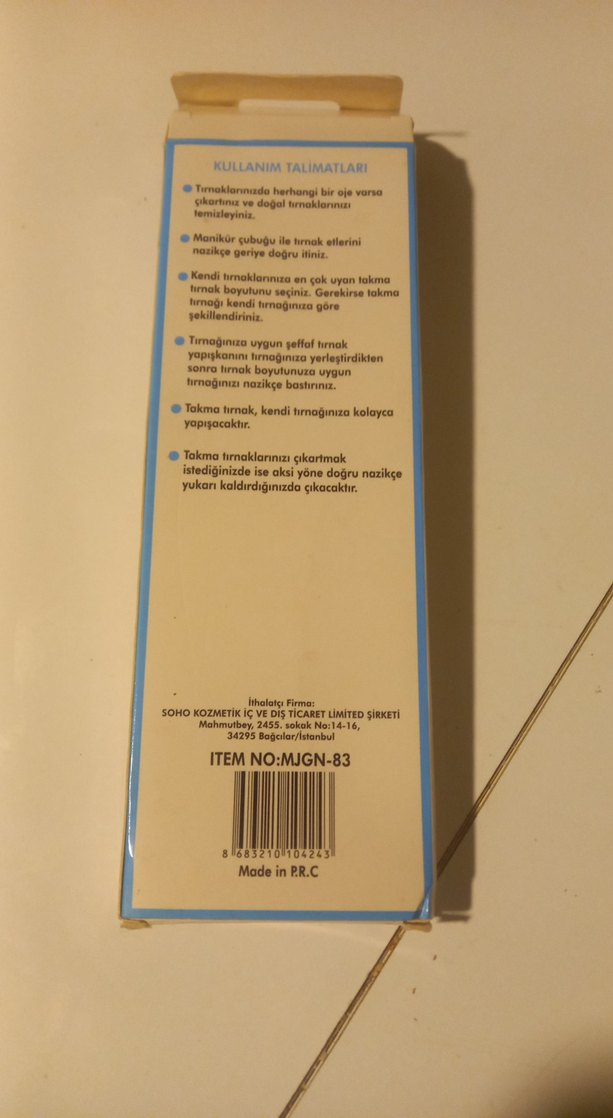 KULLANIM TALİMATLARI
Tırnaklarınızda herhangi bir oje varsa
çıkartınız ve doğal tırnaklarınızı
temizleyiniz.
Manikür çubuğu ile tırnak etlerini
nazikçe geriye doğru itiniz.
Kendi tırnaklarınıza en çok uyan takma
tırnak boyutunu seçiniz. Gerekirse takma
tırnağı kendi tırnağınıza göre
şekillendiriniz.
Tırnağınıza uygun şeffaf tırnak
yapışkanını tırnağınıza yerleştirdikten
sonra tırnak boyutunuza uygun
tırnağınızı nazikçe bastırınız.
Takma tırnak, kendi tırnağınıza kolayca
yapışacaktır.
Takma tırnaklarınızı çıkartmak
istediğinizde ise aksi yöne doğru nazikçe
yukarı kaldırdığınızda çıkacaktır.
İthalatçı Firma:
SOHO KOZMETİK İÇ VE DIŞ TİCARET LİMİTED ŞİRKETİ
Mahmutbey, 2455. sokak No:14-16,
34295 Bağcılar/İstanbul
ITEM NO:MJGN-83
8 683210 104243
Made in P.R.C